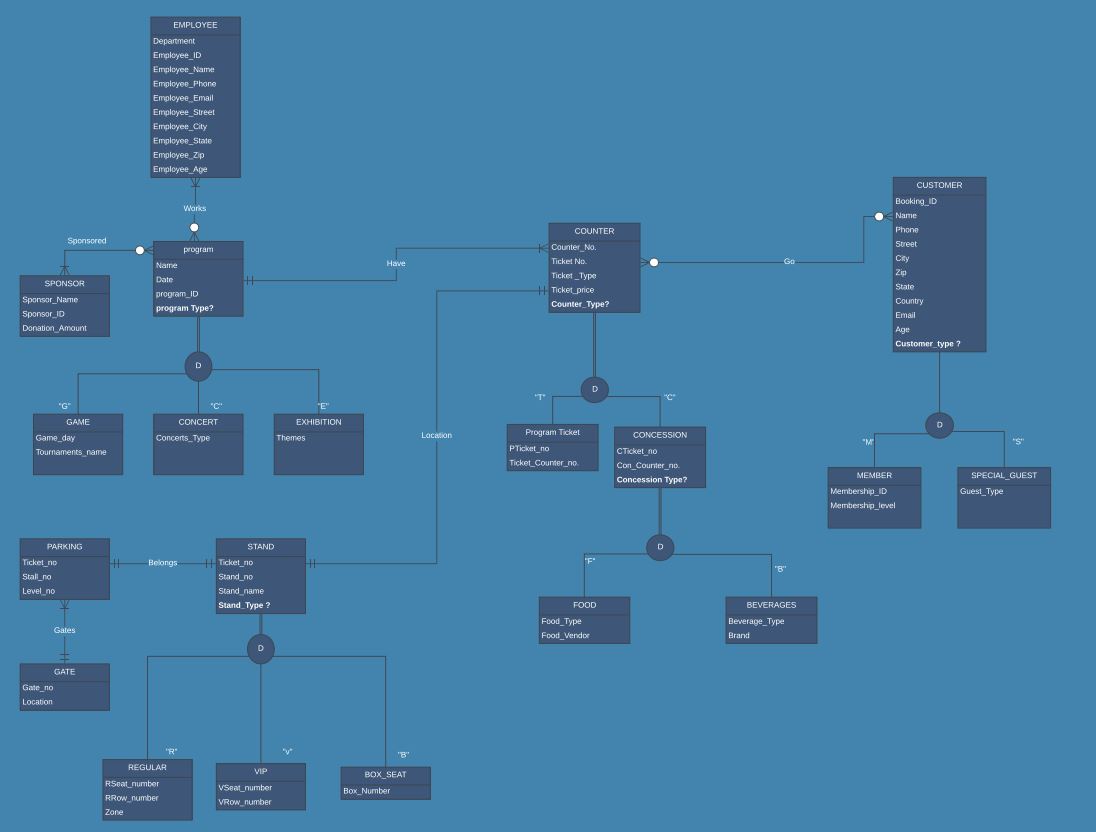 EMPLOYEE
Department
Employee_ID
Employee_Name
Employee_Phone
Employee_Email
Employee_Street
Employee_City
Employee_State
Employee_Zip
Employee_Age
Works
Sponsored
program
Name
Date
program_ID
program Type?
SPONSOR
Sponsor_Name
Sponsor_ID
Donation_Amount
Have
COUNTER
Counter_No.
Ticket No.
Ticket _Type
Ticket_price
Counter_Type?
Go
CUSTOMER
Booking_ID
Name
Phone
Street
City
Zip
State
Country
Email
Age
Customer_type ?
D
"G"
"C"
"E"
GAME
Game_day
Tournaments_name
CONCERT
Concerts_Type
EXHIBITION
Themes
Location
D
"T"
"C"
Program Ticket
PTicket_no
Ticket_Counter_no.
CONCESSION
CTicket_no
Con_Counter_no.
Concession Type?
D
"M"
"S"
MEMBER
Membership_ID
Membership_level
SPECIAL_GUEST
Guest_Type
D
"F"
"B"
FOOD
Food_Type
Food_Vendor
BEVERAGES
Beverage_Type
Brand
PARKING
Ticket_no
Stall_no
Level_no
Belongs
STAND
Ticket_no
Stand_no
Stand_name
Stand_Type ?
Gates
GATE
Gate_no
Location
D
"R"
"v"
"B"
REGULAR
RSeat_number
RRow_number
Zone
VIP
VSeat_number
VRow_number
BOX_SEAT
Box_Number